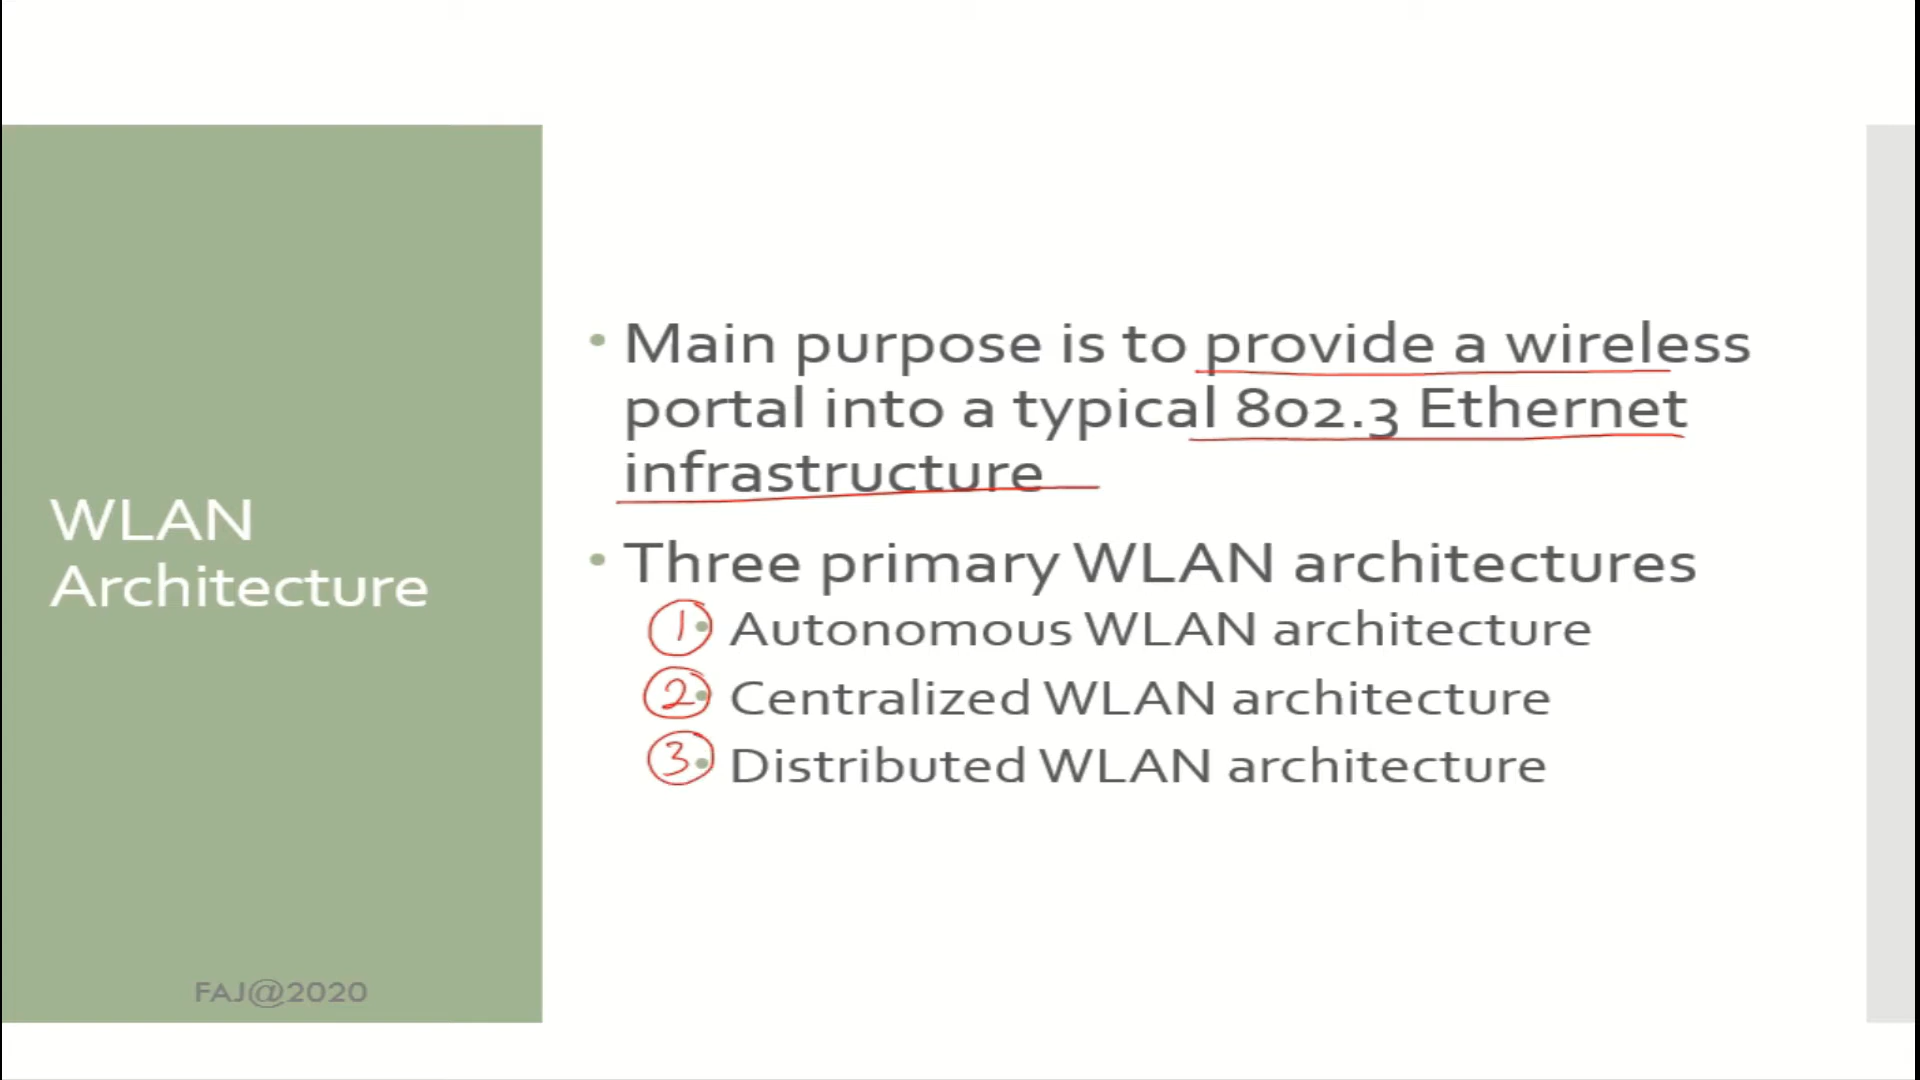 WLAN
Architecture
FAJ@2020
• Main purpose is to provide a wireless
portal into a typical 802.3 Ethernet
infrastructure
• Three primary WLAN architectures
1 • Autonomous WLAN architecture
2 • Centralized WLAN architecture
3 • Distributed WLAN architecture